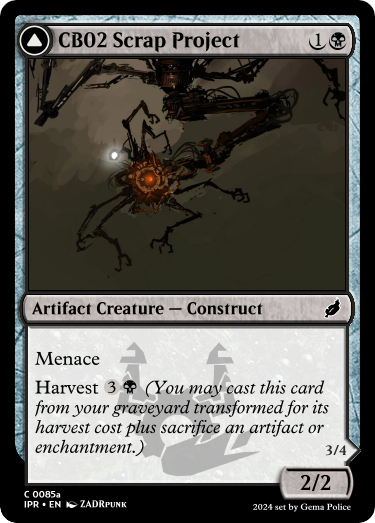 CB02 Scrap Project 1
Artifact Creature — Construct
Menace
Harvest 3 (You may cast this card
from your graveyard transformed for its
harvest cost plus sacrifice an artifact or
enchantment.)
3/4
2/2
C 0085a
IPR • EN ZADRPUNK
2024 set by Gema Police